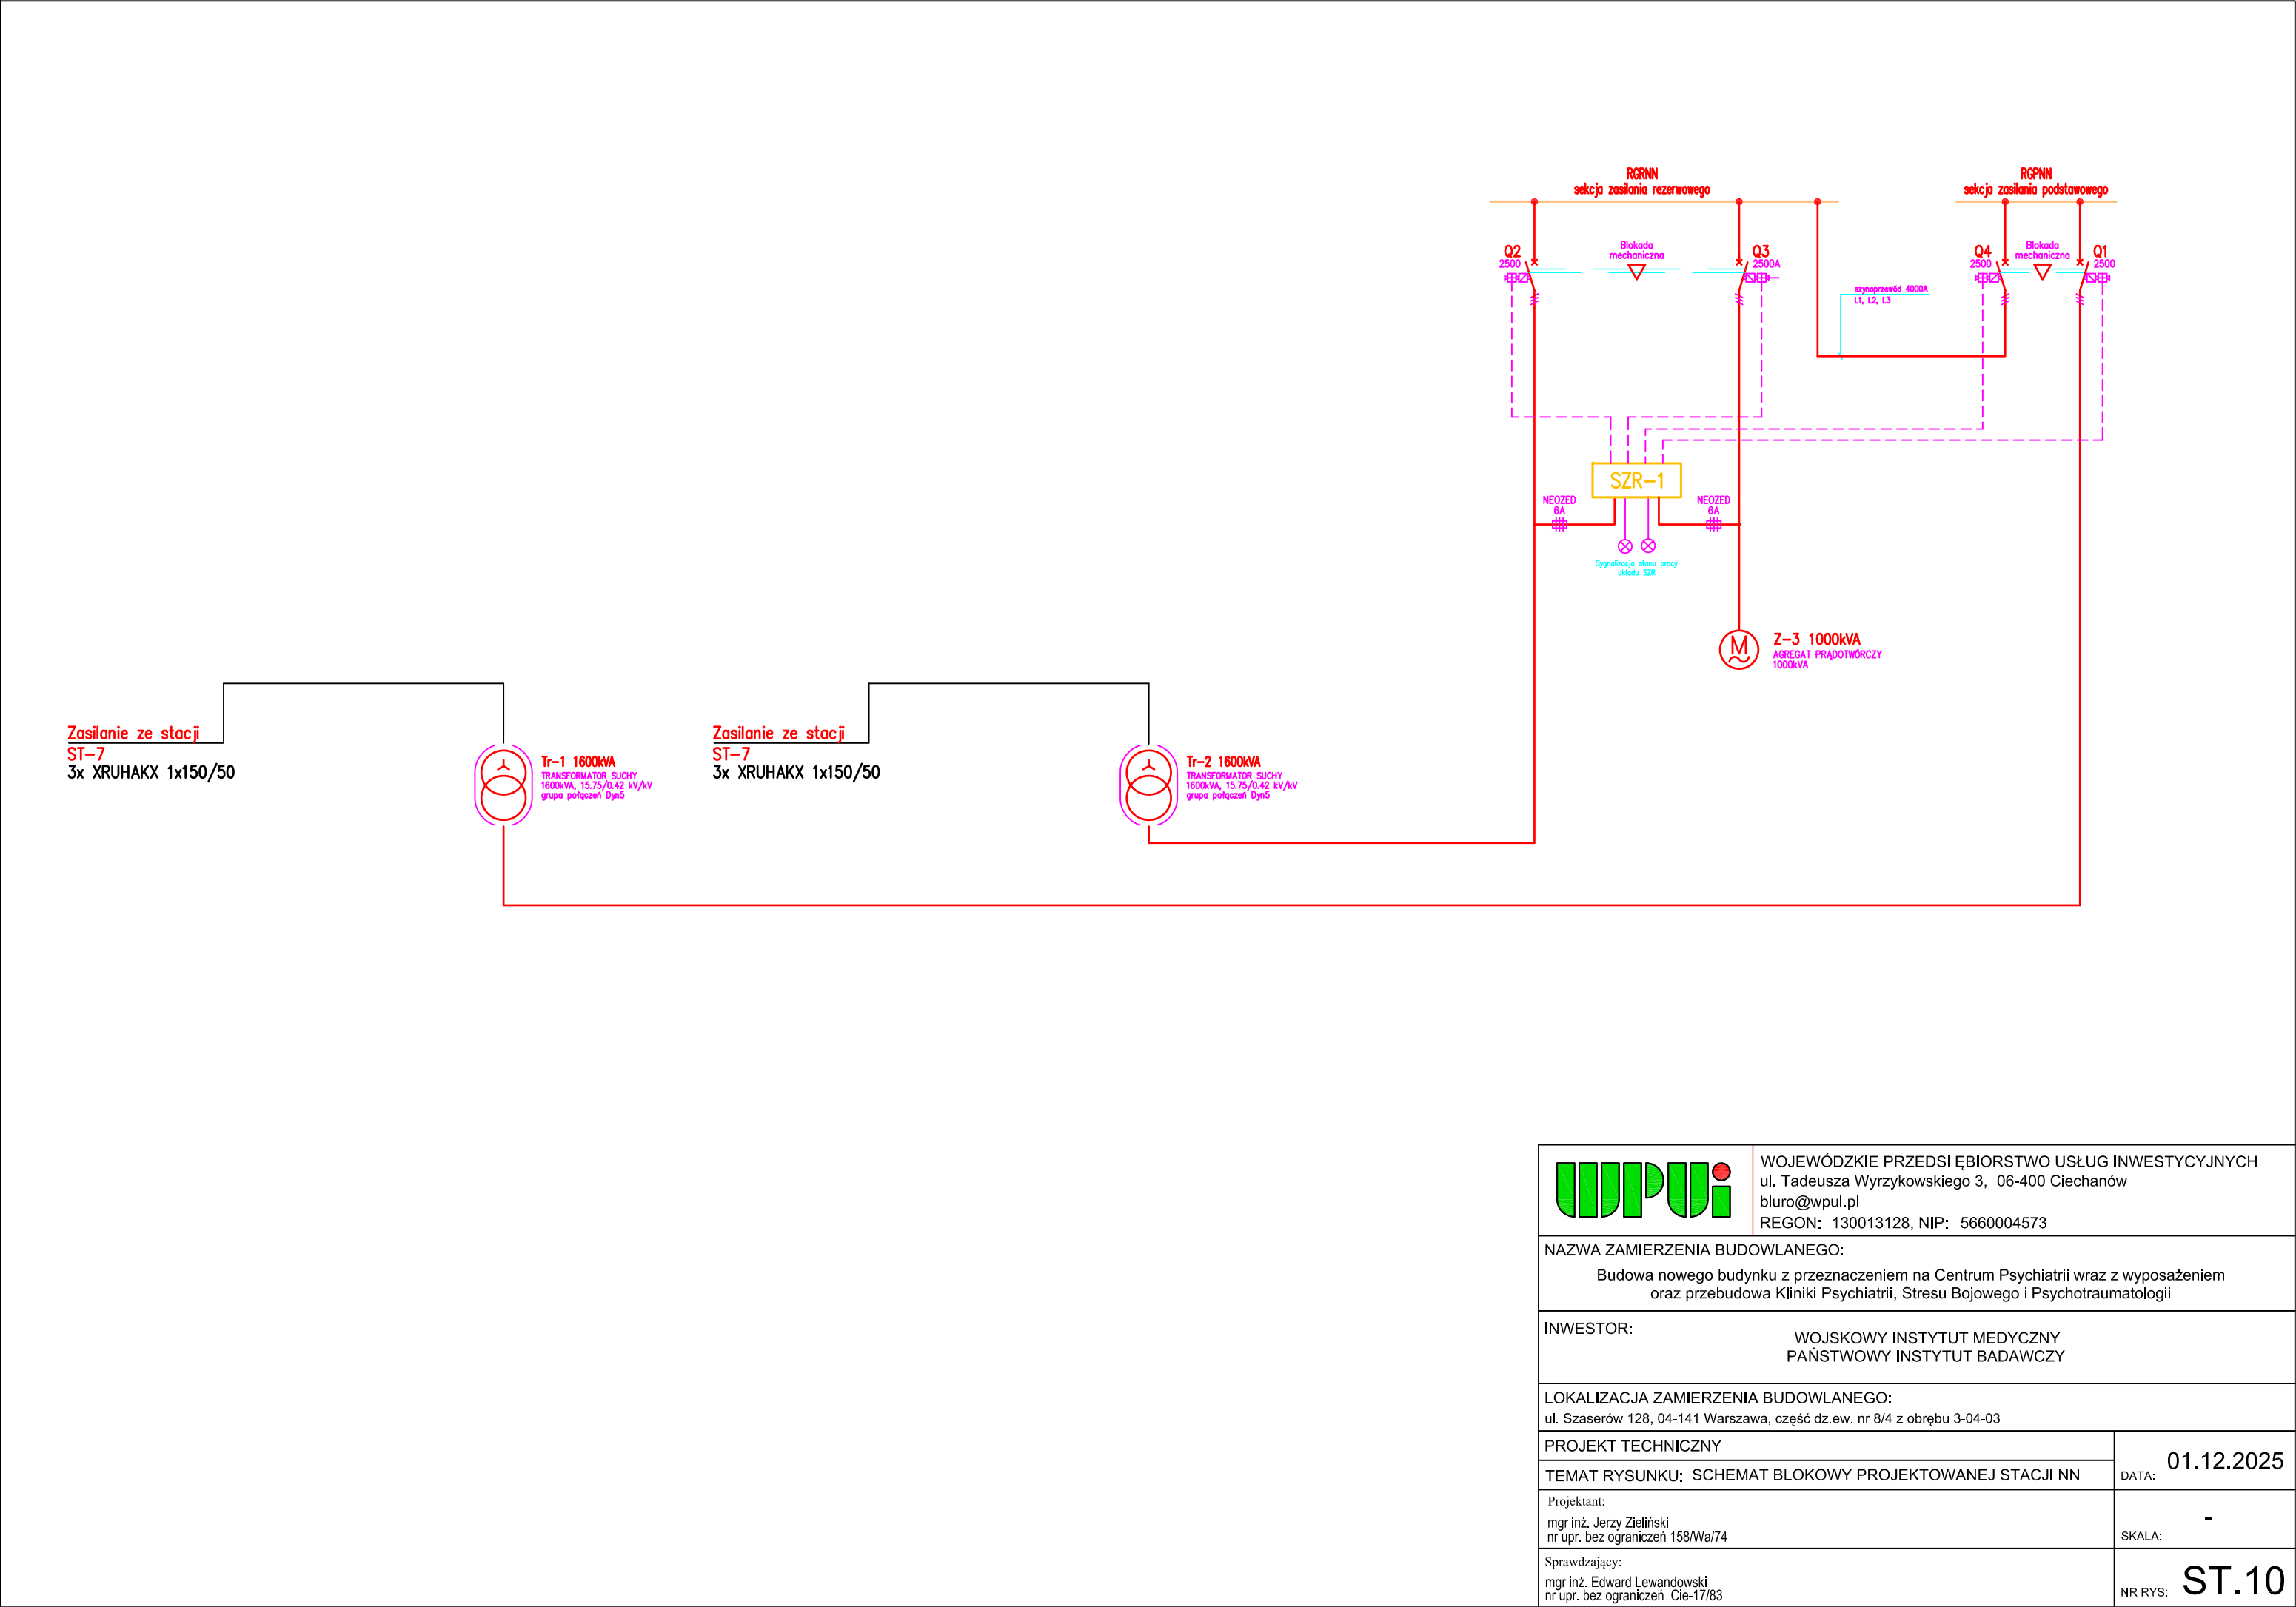 RGRNN
sekcja zasilania rezerwowego
RGPNN
sekcja zasilania podstawowego
Q2
2500
Blokada
mechaniczna
Q3
2500A
Q4
2500
Blokada
mechaniczna
Q1
2500
szynoprzewód 4000A
L1, L2, L3
SZR-1
NEOZED
6A
NEOZED
6A
Sygnalizacja stanu pracy
układu SZR
M
Z-3 1000kVA
AGREGAT PRĄDOTWÓRCZY
1000kVA
Zasilanie ze stacji
ST-7
3x XRUHAKX 1x150/50
Tr-1 1600kVA
TRANSFORMATOR SUCHY
1600kVA, 15.75/0.42 kV/kV
grupa połączeń Dyn5
Zasilanie ze stacji
ST-7
3x XRUHAKX 1x150/50
Tr-2 1600kVA
TRANSFORMATOR SUCHY
1600kVA, 15.75/0.42 kV/kV
grupa połączeń Dyn5
WPUi
WOJEWÓDZKIE PRZEDSIĘBIORSTWO USŁUG INWESTYCYJNYCH
ul. Tadeusza Wyrzykowskiego 3, 06-400 Ciechanów
biuro@wpui.pl
REGON: 130013128, NIP: 5660004573
NAZWA ZAMIERZENIA BUDOWLANEGO:
Budowa nowego budynku z przeznaczeniem na Centrum Psychiatrii wraz z wyposażeniem
oraz przebudowa Kliniki Psychiatrii, Stresu Bojowego i Psychotraumatologii
INWESTOR:
WOJSKOWY INSTYTUT MEDYCZNY
PAŃSTWOWY INSTYTUT BADAWCZY
LOKALIZACJA ZAMIERZENIA BUDOWLANEGO:
ul. Szaserów 128, 04-141 Warszawa, część dz.ew. nr 8/4 z obrębu 3-04-03
PROJEKT TECHNICZNY
TEMAT RYSUNKU: SCHEMAT BLOKOWY PROJEKTOWANEJ STACJI NN
DATA: 01.12.2025
Projektant:
mgr inż. Jerzy Zieliński
nr upr. bez ograniczeń 158/Wa/74
SKALA: -
Sprawdzający:
mgr inż. Edward Lewandowski
nr upr. bez ograniczeń Cie-17/83
NR RYS: ST.10